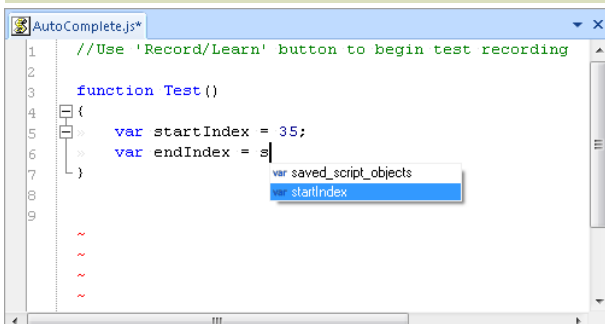 AutoComplete.js*
1 //Use 'Record/Learn' button to begin test recording
2
3 function Test()
4 {
5 » var startIndex = 35;
6 » var endIndex = s
var saved_script_objects
7 }
var startIndex
8
9
~
~
~
~